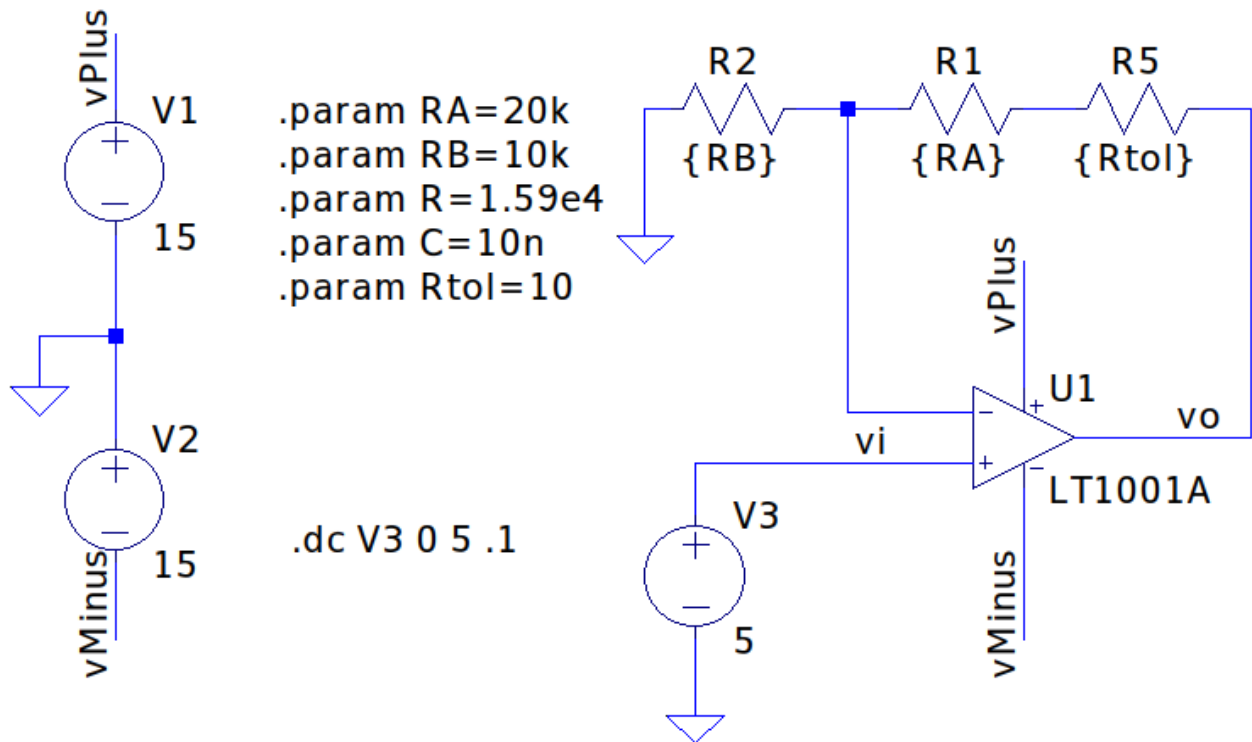 vPlus
V1
+
−
15
V2
+
−
15
vMinus
.param RA=20k
.param RB=10k
.param R=1.59e4
.param C=10n
.param Rtol=10
.dc V3 0 5 .1
R2
{RB}
R1
{RA}
R5
{Rtol}
vPlus
U1
+
−
+
−
LT1001A
vi
vo
vMinus
V3
+
−
5